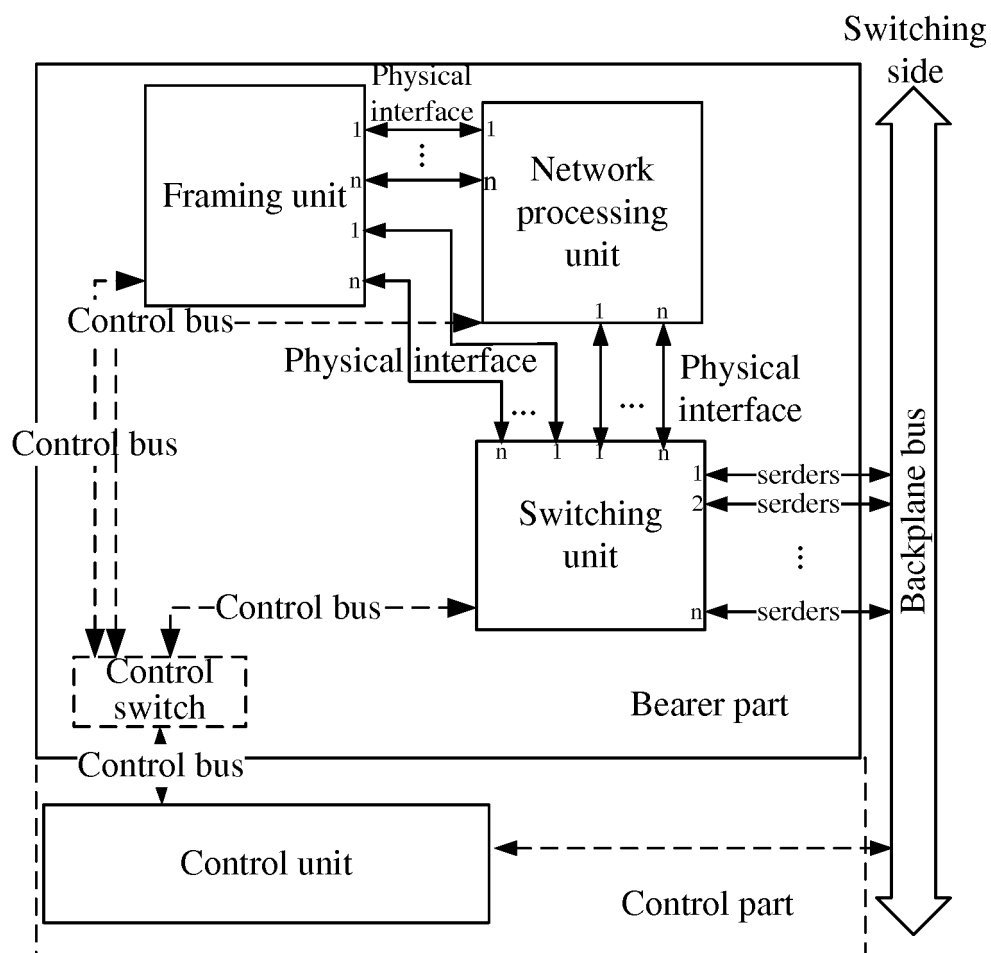 Switching
side
Physical
interface
1
1
Network
processing
unit
Framing unit
n
n
1
n
1
n
Control bus
Physical interface
Physical
interface
...
...
...
Control bus
n
1
1
n
1
serders
2
serders
Switching
unit
...
Backplane bus
Control bus
n
serders
Control
switch
Bearer part
Control bus
Control unit
Control part